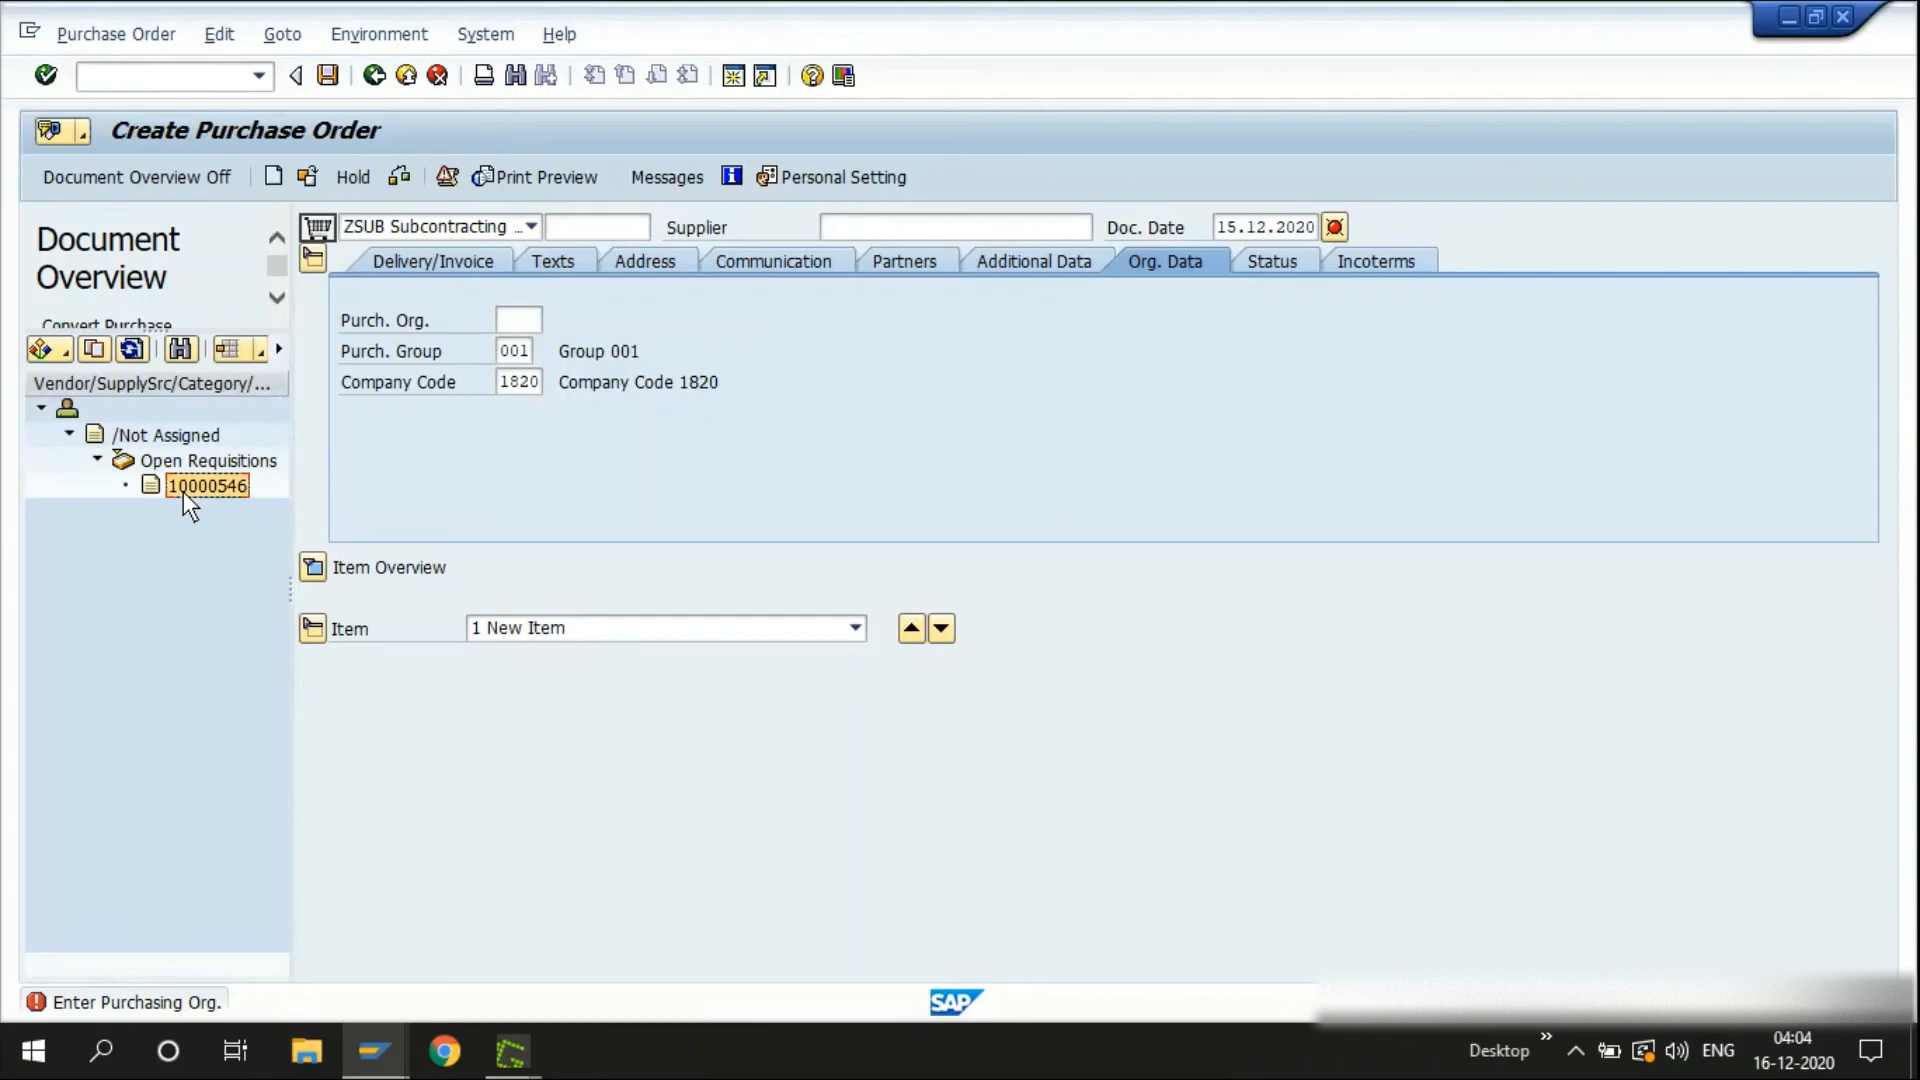 Purchase Order Edit Goto Environment System Help
Create Purchase Order
Document Overview Off Hold Print Preview Messages Personal Setting
Document
Overview
Convert Purchase
Vendor/SupplySrc/Category/...
/Not Assigned
Open Requisitions
10000546
ZSUB Subcontracting ... Supplier Doc. Date 15.12.2020
Delivery/Invoice Texts Address Communication Partners Additional Data Org. Data Status Incoterms
Purch. Org.
Purch. Group 001 Group 001
Company Code 1820 Company Code 1820
Item Overview
Item 1 New Item
Enter Purchasing Org.
SAP
Desktop ENG 04:04
16-12-2020